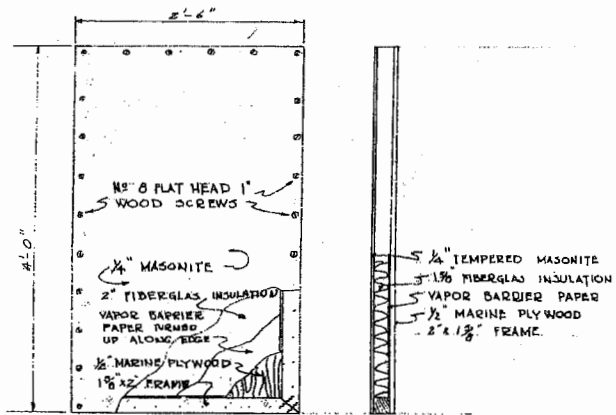 2'-6"
4'-0"
Nº 8 FLAT HEAD 1"
WOOD SCREWS
1/4" MASONITE
2" FIBERGLAS INSULATION
VAPOR BARRIER
PAPER TURNED
UP ALONG EDGE
1/2" MARINE PLYWOOD
1 5/8" x 2" FRAME
1/4" TEMPERED MASONITE
1 5/8" FIBERGLAS INSULATION
VAPOR BARRIER PAPER
1/2" MARINE PLYWOOD
2" x 1 5/8" FRAME